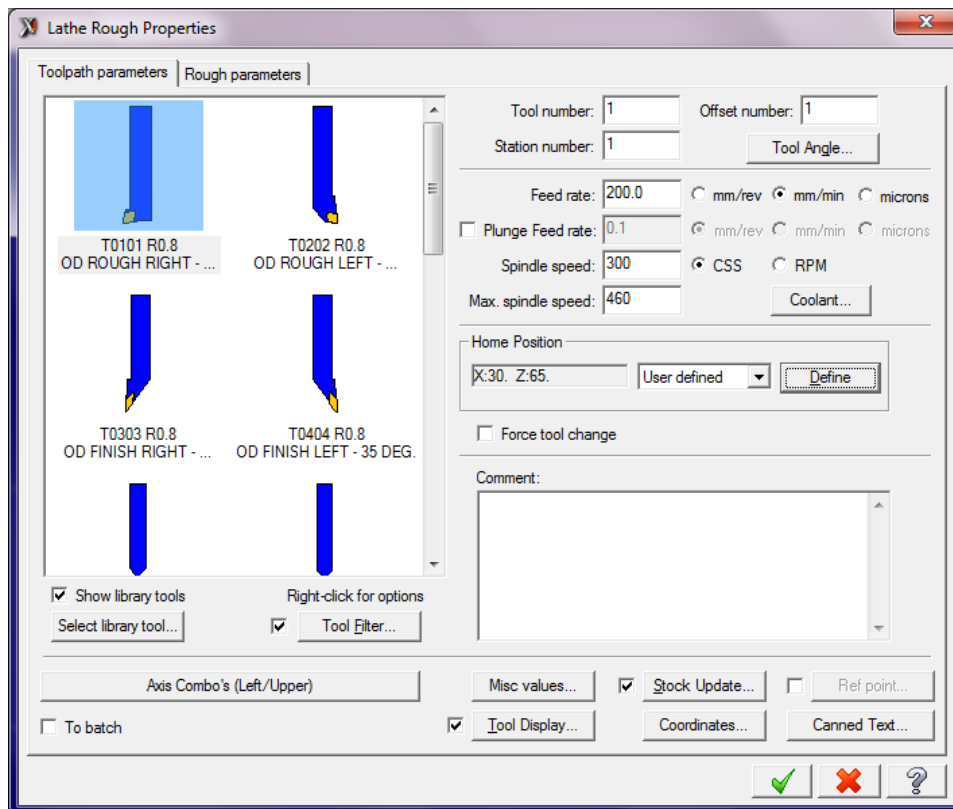 Lathe Rough Properties
Toolpath parameters
Rough parameters
T0101 R0.8
OD ROUGH RIGHT - ...
T0202 R0.8
OD ROUGH LEFT - ...
T0303 R0.8
OD FINISH RIGHT - ...
T0404 R0.8
OD FINISH LEFT - 35 DEG.
Show library tools
Right-click for options
Select library tool...
Tool Filter...
Axis Combo's (Left/Upper)
To batch
Tool number: 1
Offset number: 1
Station number: 1
Tool Angle...
Feed rate: 200.0 mm/rev mm/min microns
Plunge Feed rate: 0.1 mm/rev mm/min microns
Spindle speed: 300 CSS RPM
Max. spindle speed: 460
Coolant...
Home Position
X:30. Z:65.
User defined
Define
Force tool change
Comment:
Misc values...
Stock Update...
Ref point...
Tool Display...
Coordinates...
Canned Text...